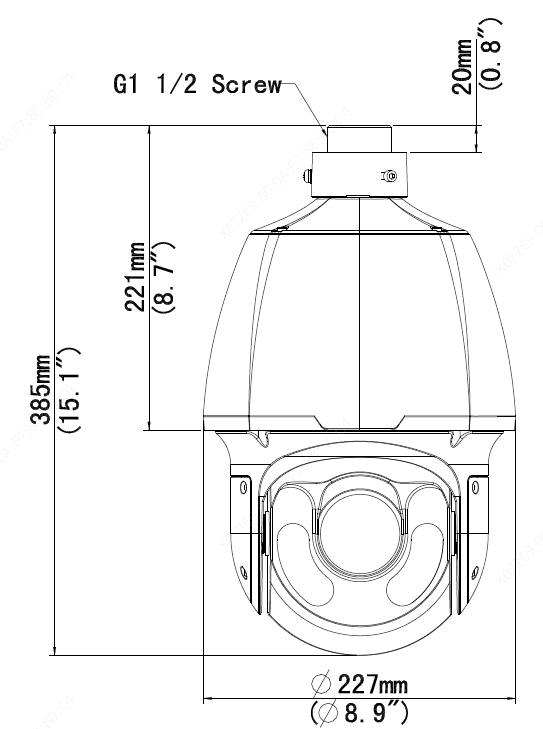 20mm
(0.8")
G1 1/2 Screw
221mm
(8.7")
385mm
(15.1")
∅ 227mm
(∅ 8.9")